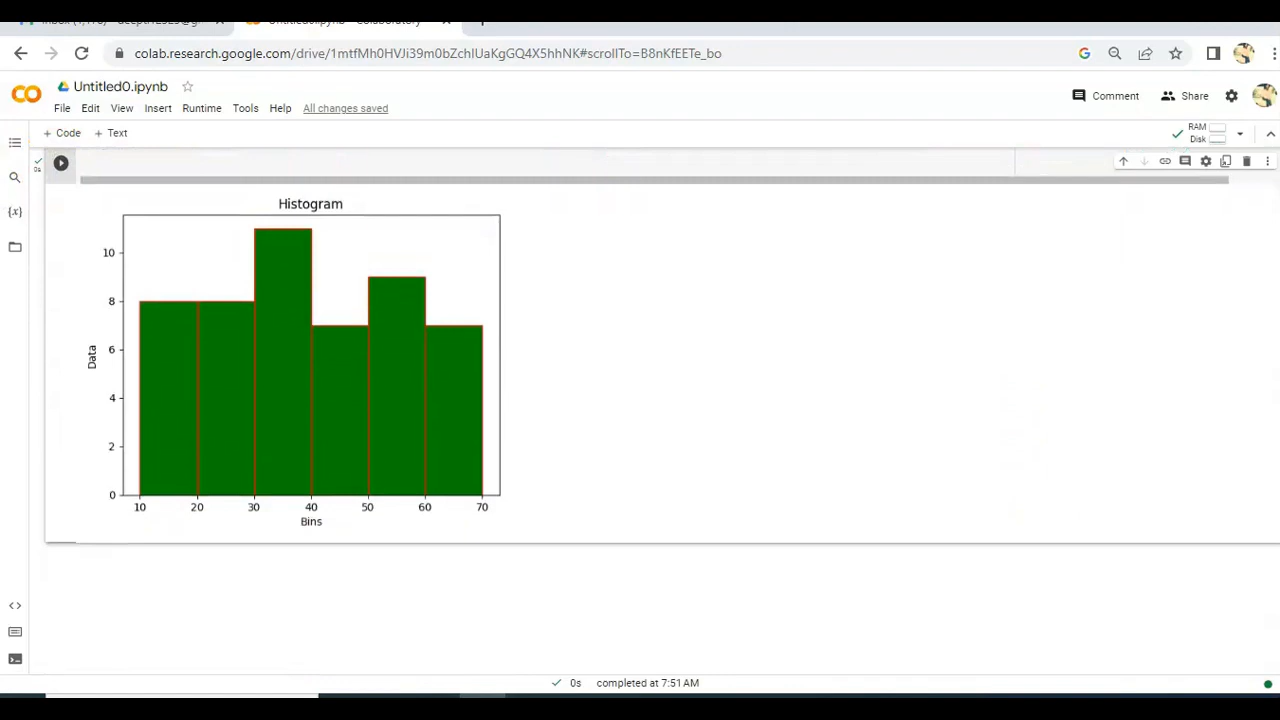 colab.research.google.com/drive/1mtfMh0HVJi39m0bZchIUaKgGQ4X5hhNK#scrollTo=B8nKfEETe_bo
Untitled0.ipynb
File Edit View Insert Runtime Tools Help All changes saved
Comment Share
+ Code + Text
RAM
Disk
0s
{x}
Histogram
10
8
6
4
2
0
Data
10 20 30 40 50 60 70
Bins
0s completed at 7:51 AM